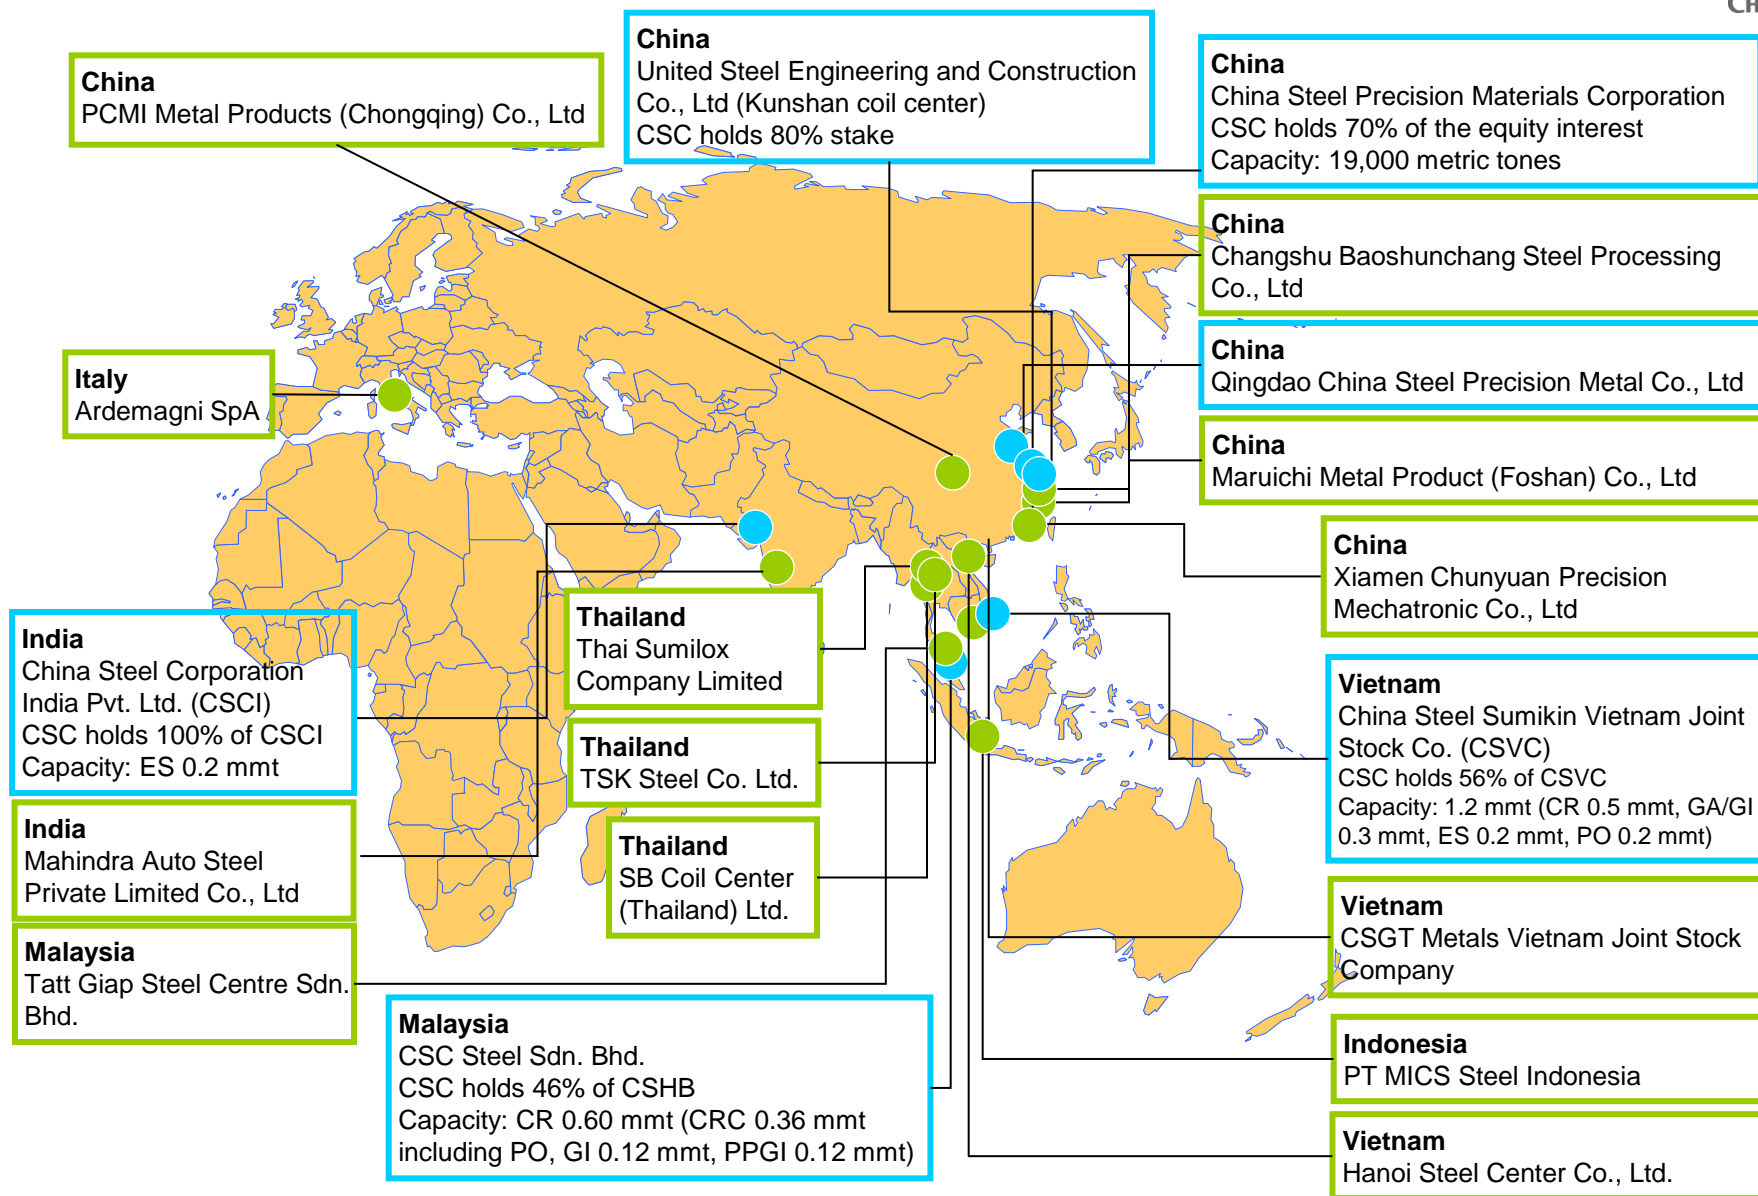 CH
China
PCMI Metal Products (Chongqing) Co., Ltd
China
United Steel Engineering and Construction
Co., Ltd (Kunshan coil center)
CSC holds 80% stake
China
China Steel Precision Materials Corporation
CSC holds 70% of the equity interest
Capacity: 19,000 metric tones
China
Changshu Baoshunchang Steel Processing
Co., Ltd
China
Qingdao China Steel Precision Metal Co., Ltd
Italy
Ardemagni SpA
China
Maruichi Metal Product (Foshan) Co., Ltd
China
Xiamen Chunyuan Precision
Mechatronic Co., Ltd
India
China Steel Corporation
India Pvt. Ltd. (CSCI)
CSC holds 100% of CSCI
Capacity: ES 0.2 mmt
Thailand
Thai Sumilox
Company Limited
Thailand
TSK Steel Co. Ltd.
Thailand
SB Coil Center
(Thailand) Ltd.
Vietnam
China Steel Sumikin Vietnam Joint
Stock Co. (CSVC)
CSC holds 56% of CSVC
Capacity: 1.2 mmt (CR 0.5 mmt, GA/GI
0.3 mmt, ES 0.2 mmt, PO 0.2 mmt)
India
Mahindra Auto Steel
Private Limited Co., Ltd
Malaysia
Tatt Giap Steel Centre Sdn.
Bhd.
Vietnam
CSGT Metals Vietnam Joint Stock
Company
Malaysia
CSC Steel Sdn. Bhd.
CSC holds 46% of CSHB
Capacity: CR 0.60 mmt (CRC 0.36 mmt
including PO, GI 0.12 mmt, PPGI 0.12 mmt)
Indonesia
PT MICS Steel Indonesia
Vietnam
Hanoi Steel Center Co., Ltd.